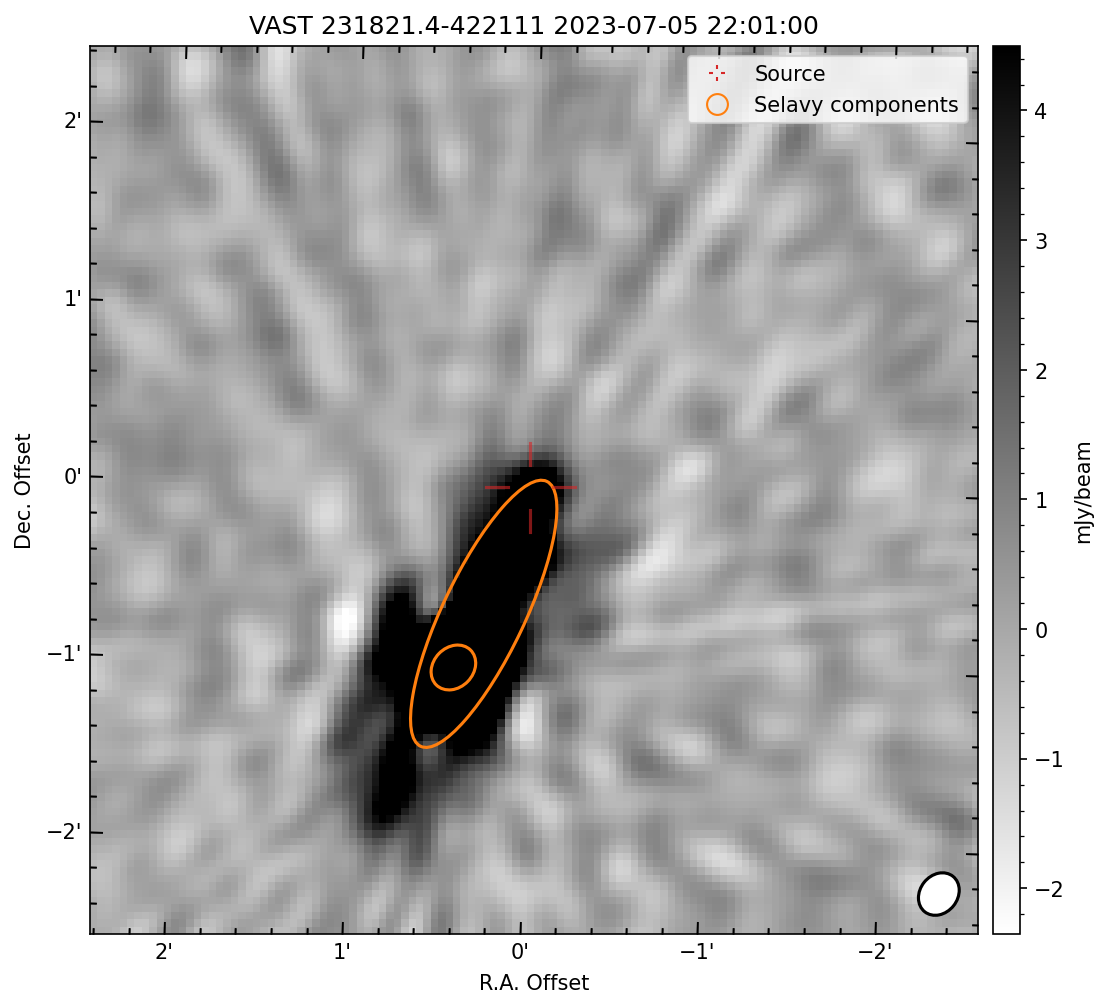 VAST 231821.4-422111 2023-07-05 22:01:00
Source
Selavy components
2'
1'
0'
−1'
−2'
Dec. Offset
2'
1'
0'
−1'
−2'
R.A. Offset
4
3
2
1
0
−1
−2
mJy/beam